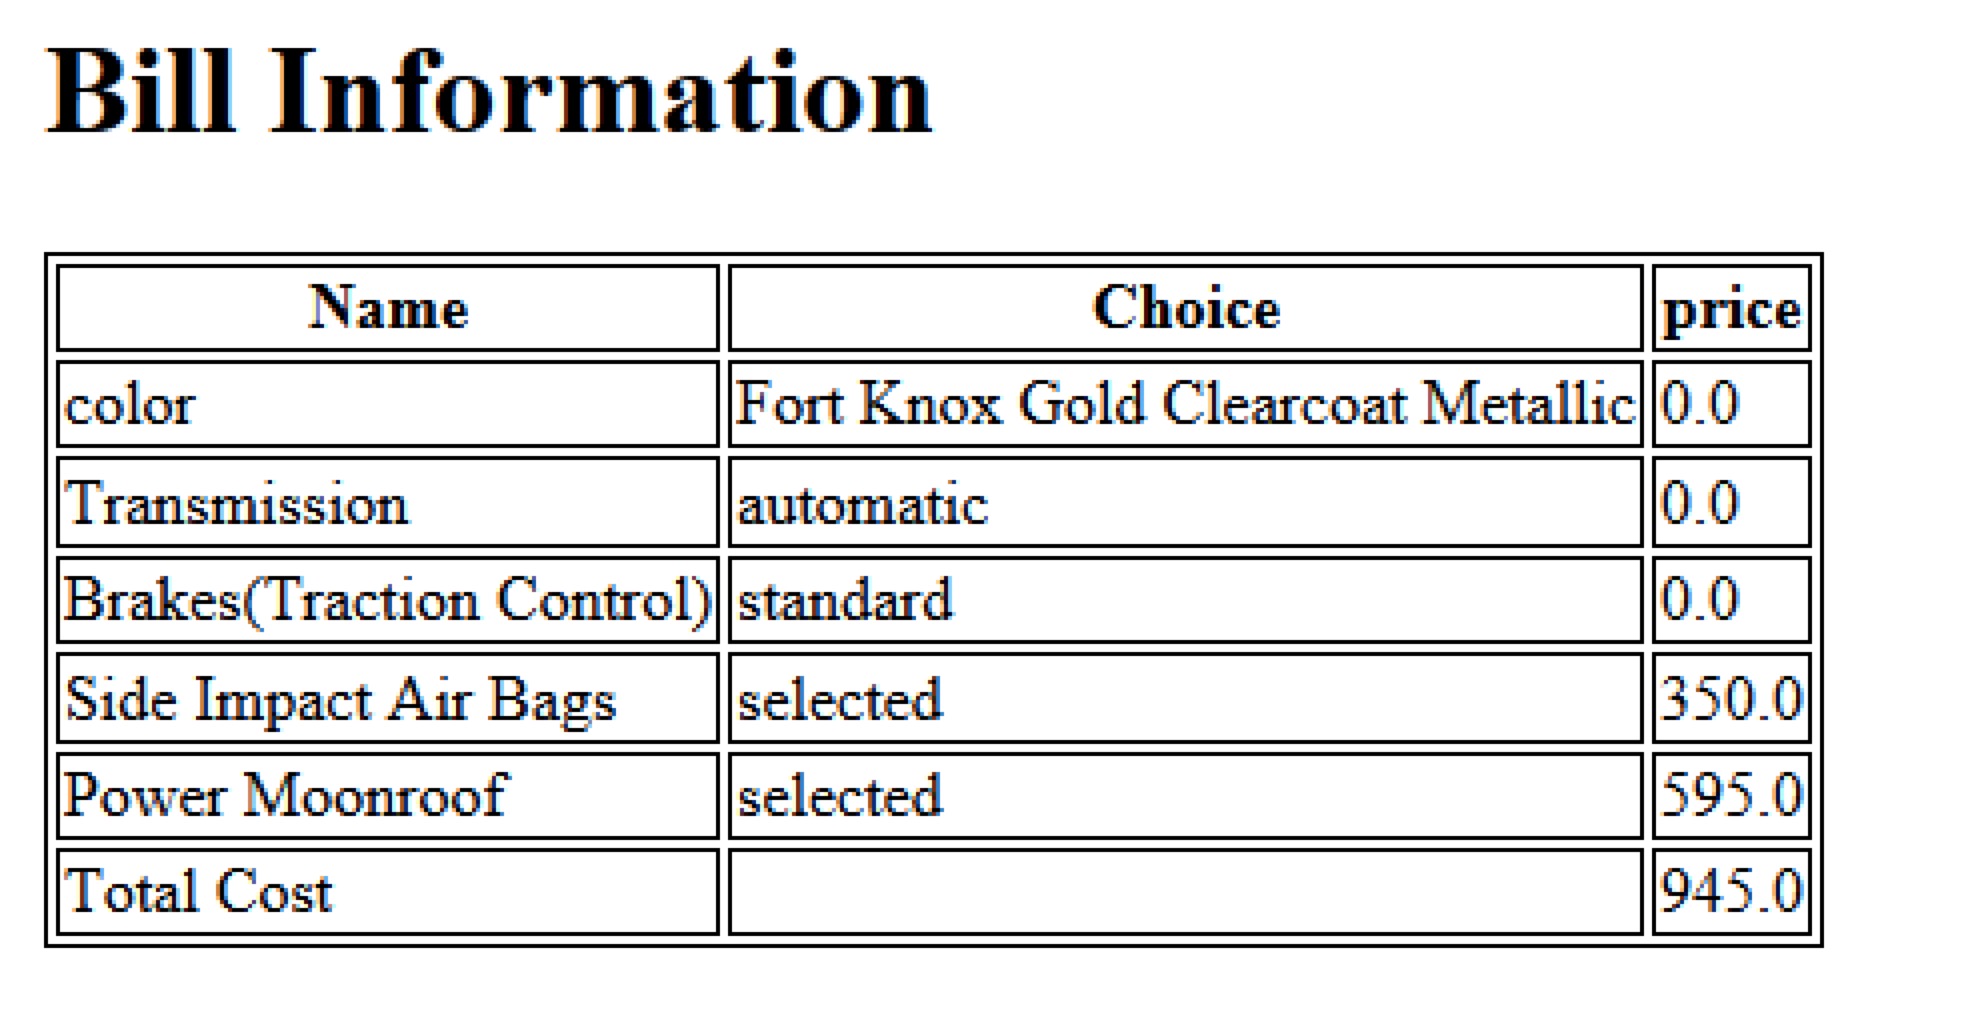 Bill Information
Name Choice price
color Fort Knox Gold Clearcoat Metallic 0.0
Transmission automatic 0.0
Brakes(Traction Control) standard 0.0
Side Impact Air Bags selected 350.0
Power Moonroof selected 595.0
Total Cost 945.0